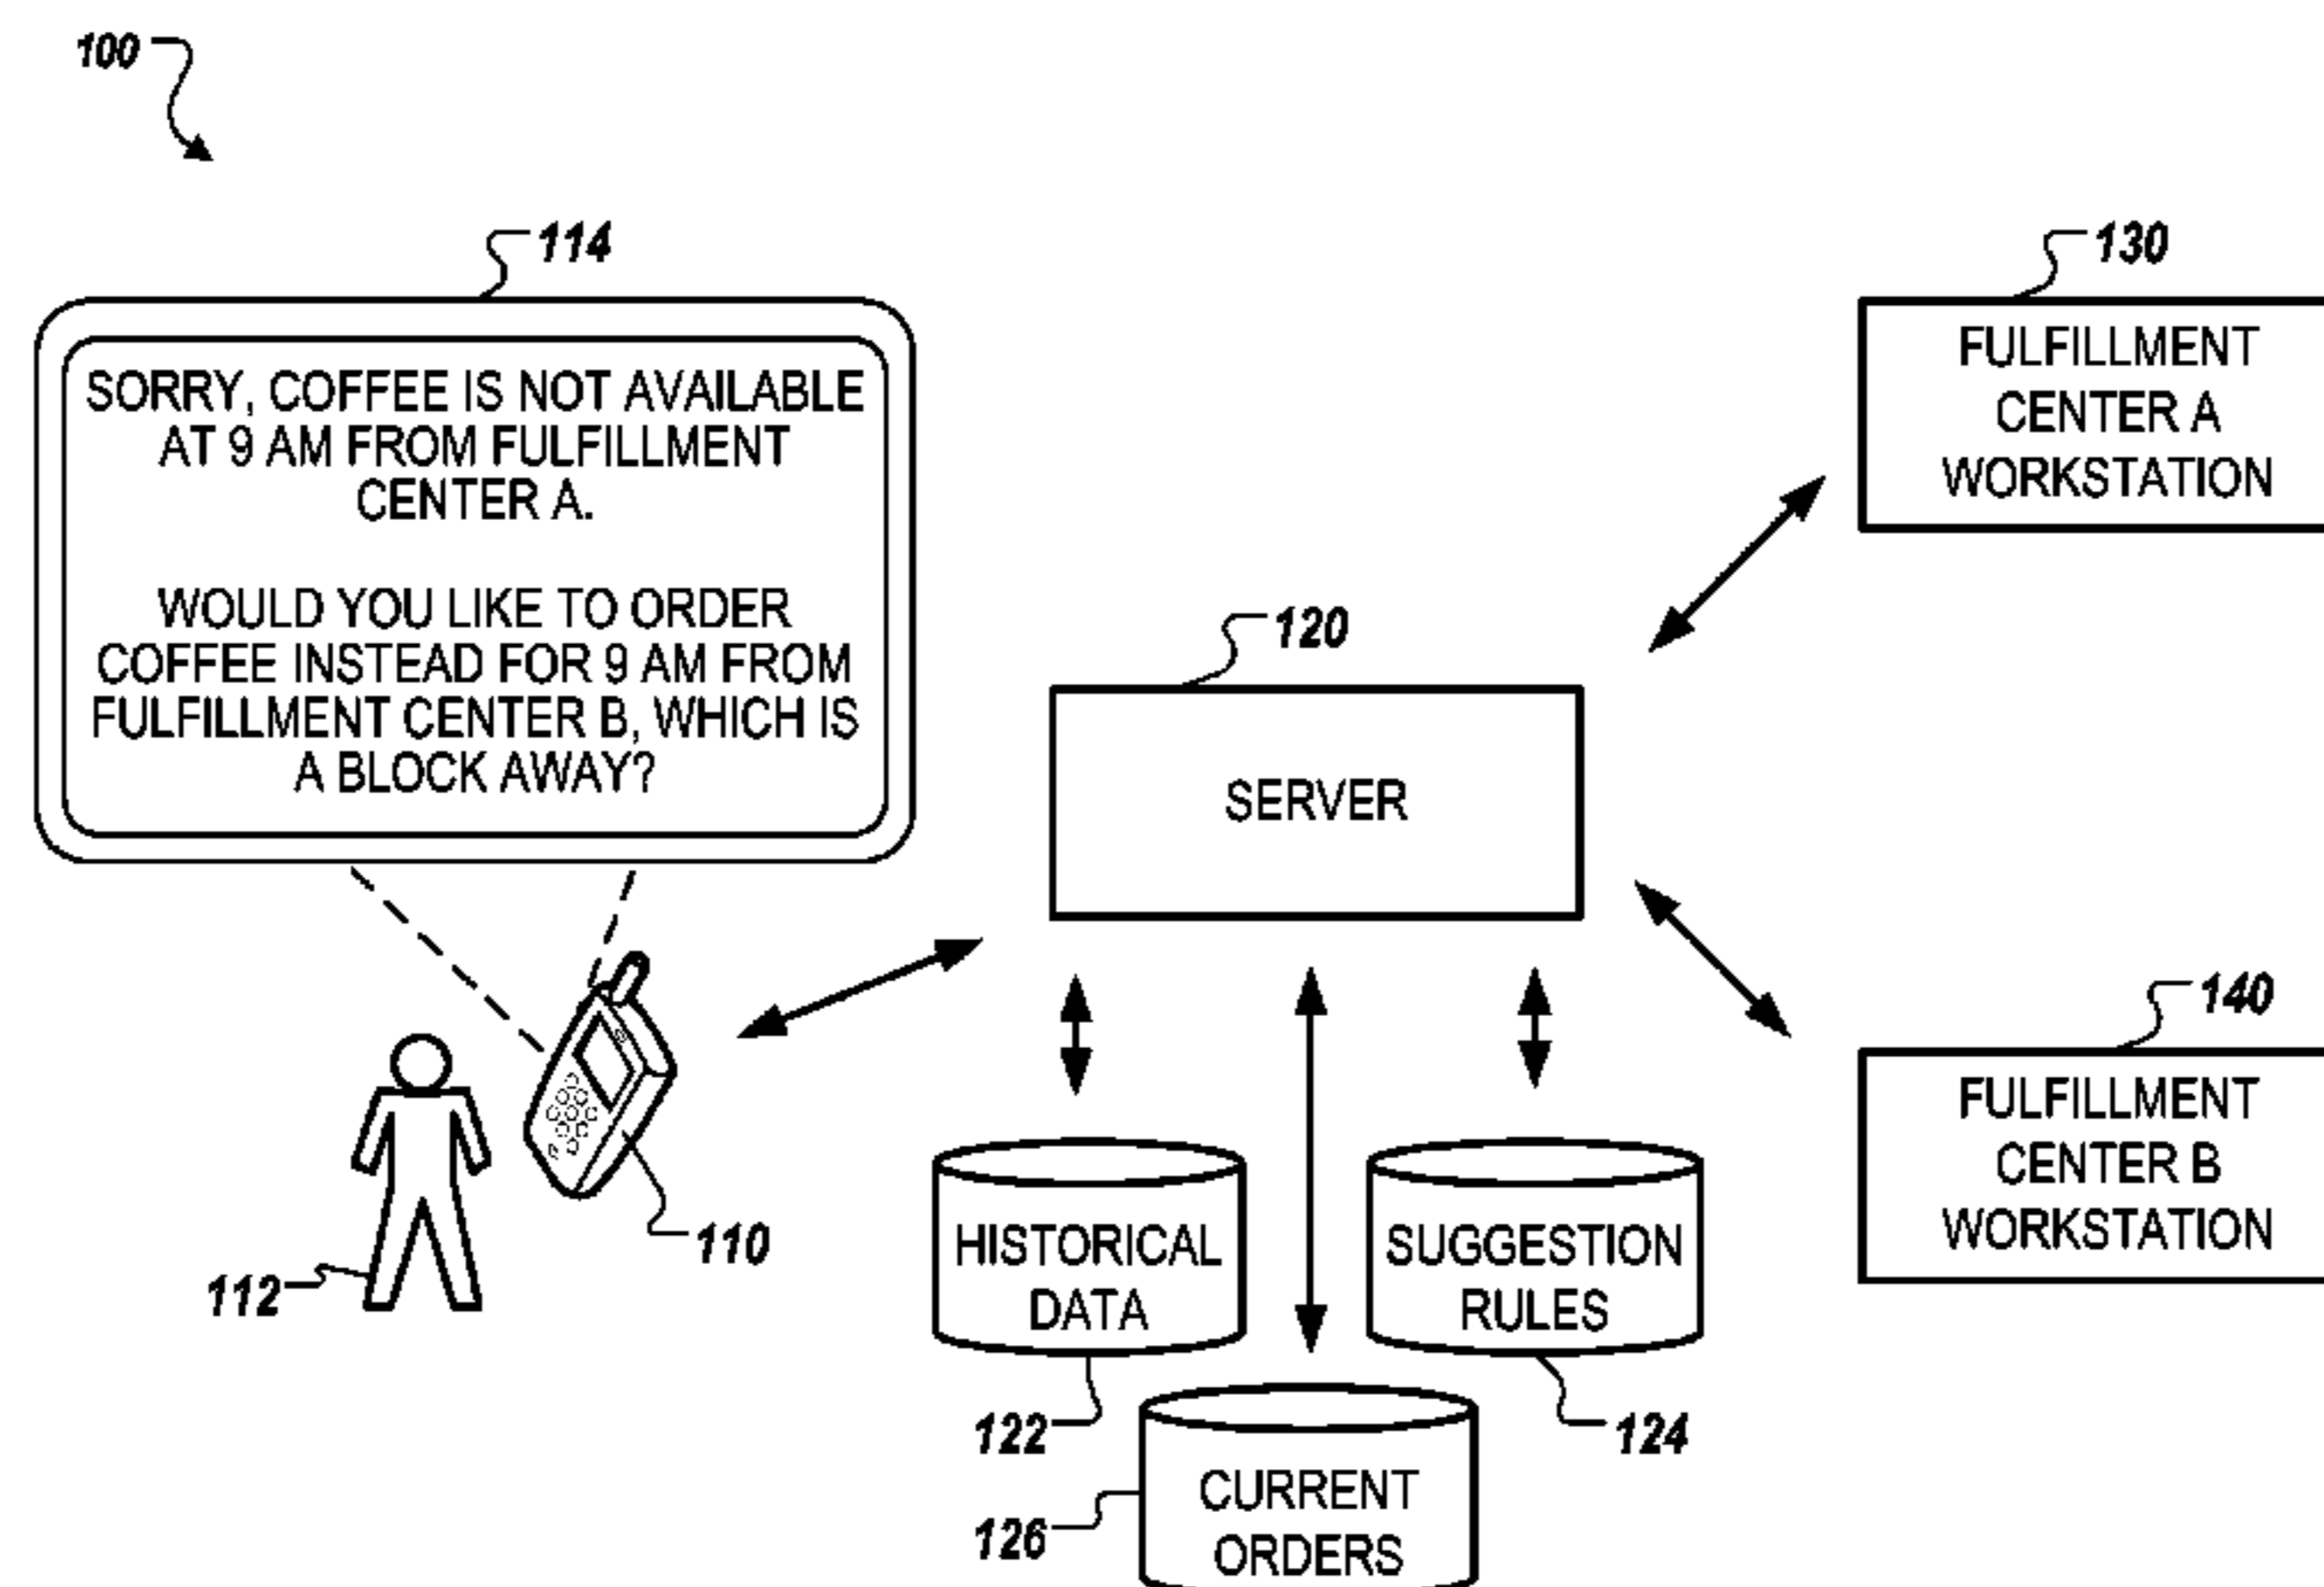 100
114
SORRY, COFFEE IS NOT AVAILABLE
AT 9 AM FROM FULFILLMENT
CENTER A.
WOULD YOU LIKE TO ORDER
COFFEE INSTEAD FOR 9 AM FROM
FULFILLMENT CENTER B, WHICH IS
A BLOCK AWAY?
130
FULFILLMENT
CENTER A
WORKSTATION
120
SERVER
140
FULFILLMENT
CENTER B
WORKSTATION
110
112
HISTORICAL
DATA
122
SUGGESTION
RULES
124
CURRENT
ORDERS
126